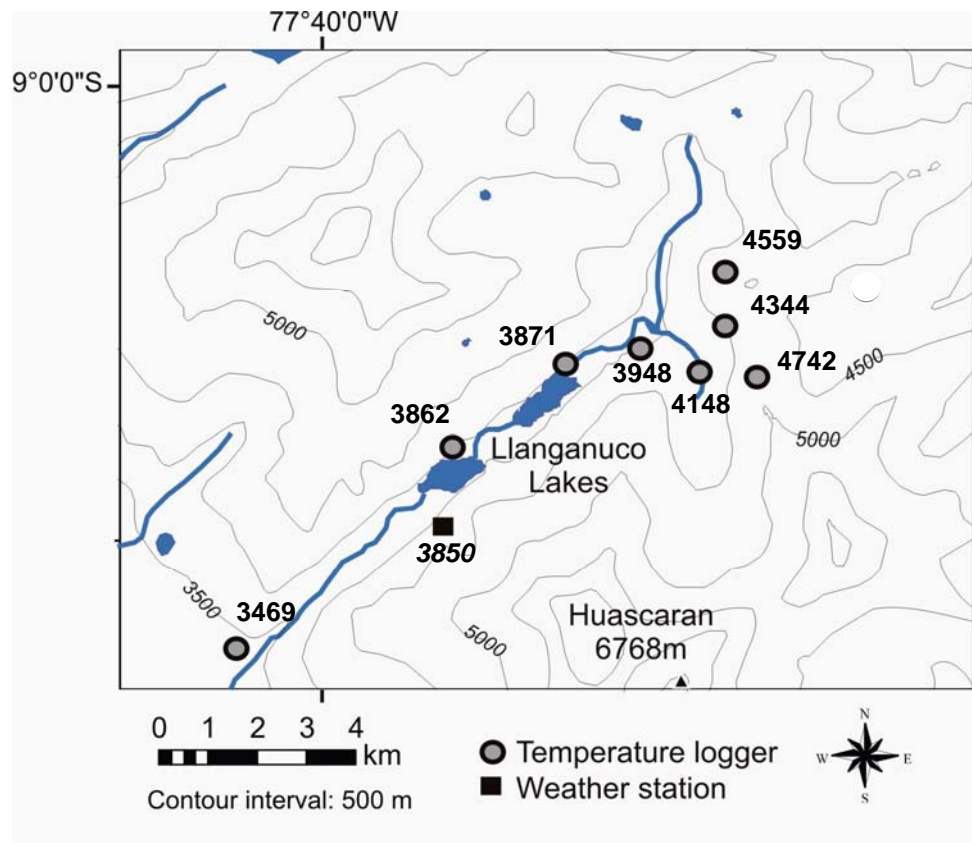 77°40'0"W
9°0'0"S
4559
4344
5000
3871
3948
4742
4500
4148
3862
5000
Llanganuco
Lakes
3850
3500
3469
Huascaran
6768m
5000
0 1 2 3 4
km
Contour interval: 500 m
Temperature logger
Weather station
N
W E
S